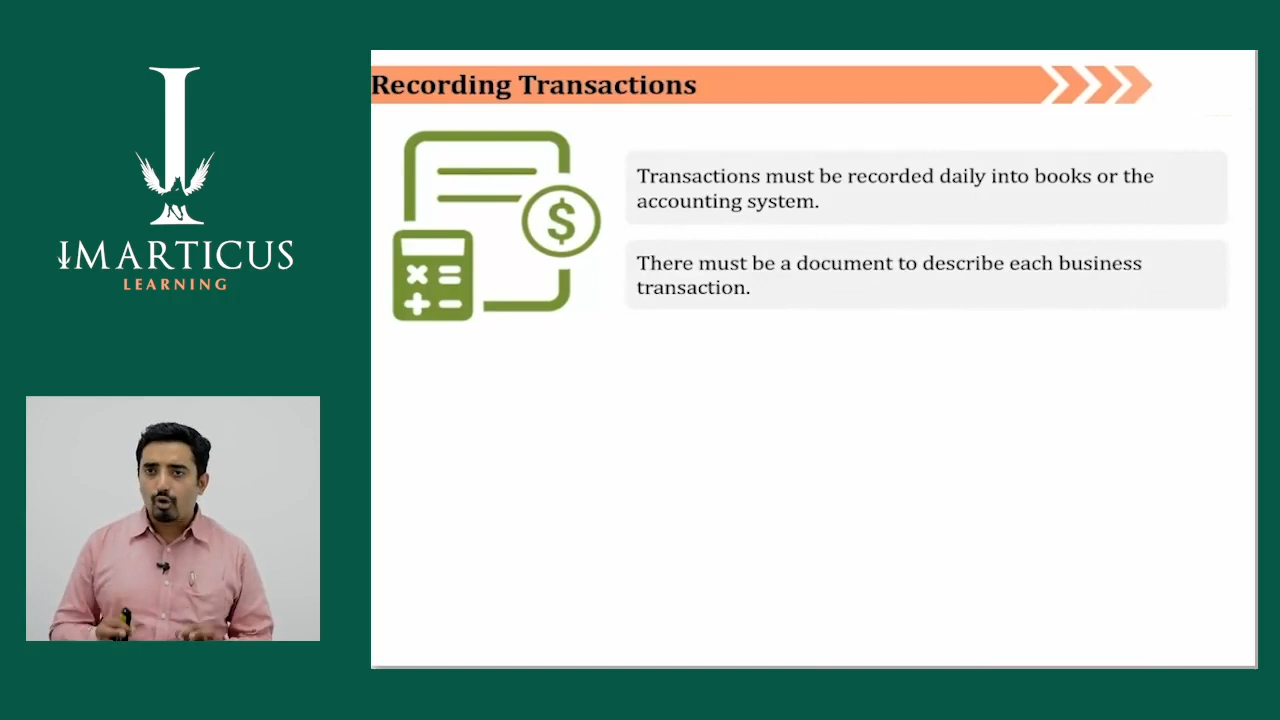 IMARTICUS
LEARNING
Recording Transactions
Transactions must be recorded daily into books or the
accounting system.
There must be a document to describe each business
transaction.
$